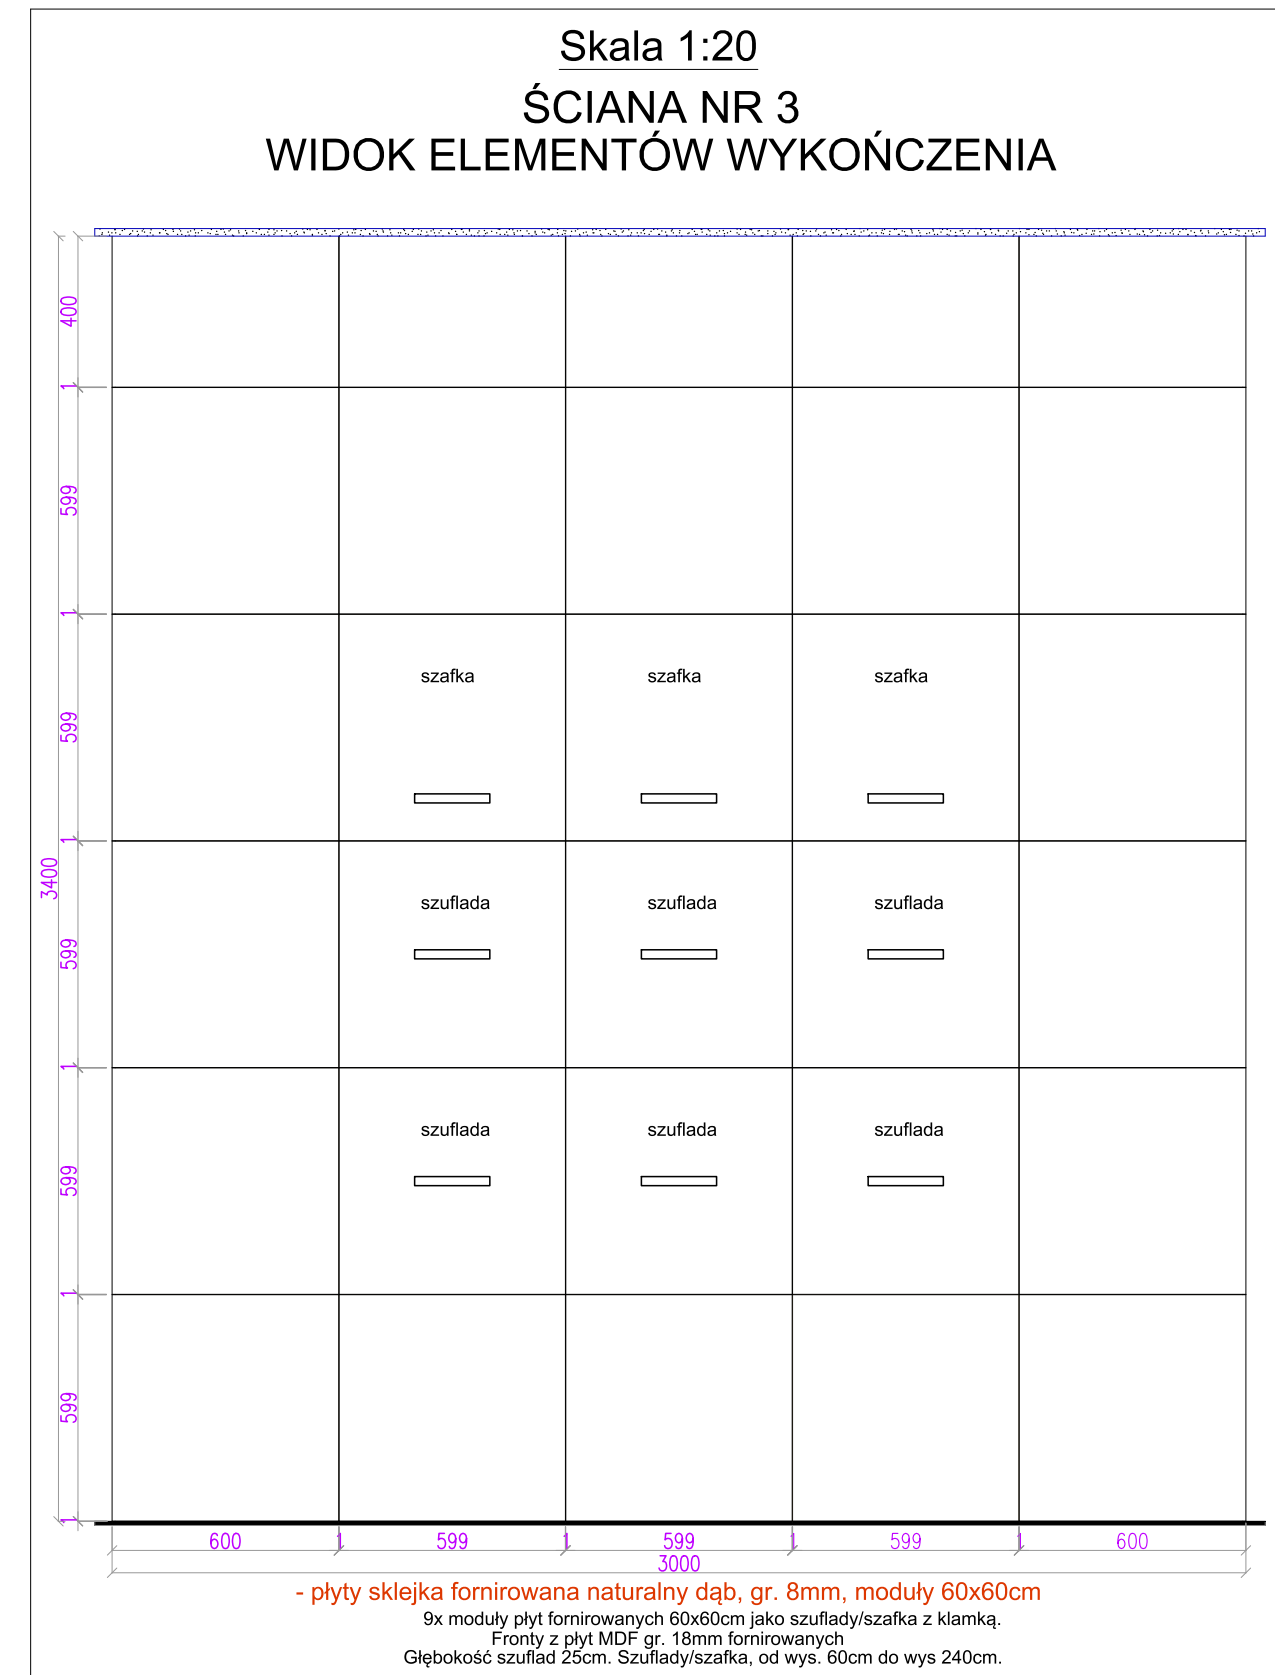 Skala 1:20
ŚCIANA NR 3
WIDOK ELEMENTÓW WYKOŃCZENIA
400
1
599
1
szafka szafka szafka
599
1
3400
szuflada szuflada szuflada
599
1
szuflada szuflada szuflada
599
1
599
1
600 1 599 1 599 1 599 1 600
3000
- płyty sklejka fornirowana naturalny dąb, gr. 8mm, moduły 60x60cm
9x moduły płyt fornirowanych 60x60cm jako szuflady/szafka z klamką.
Fronty z płyt MDF gr. 18mm fornirowanych
Głębokość szuflad 25cm. Szuflady/szafka, od wys. 60cm do wys 240cm.